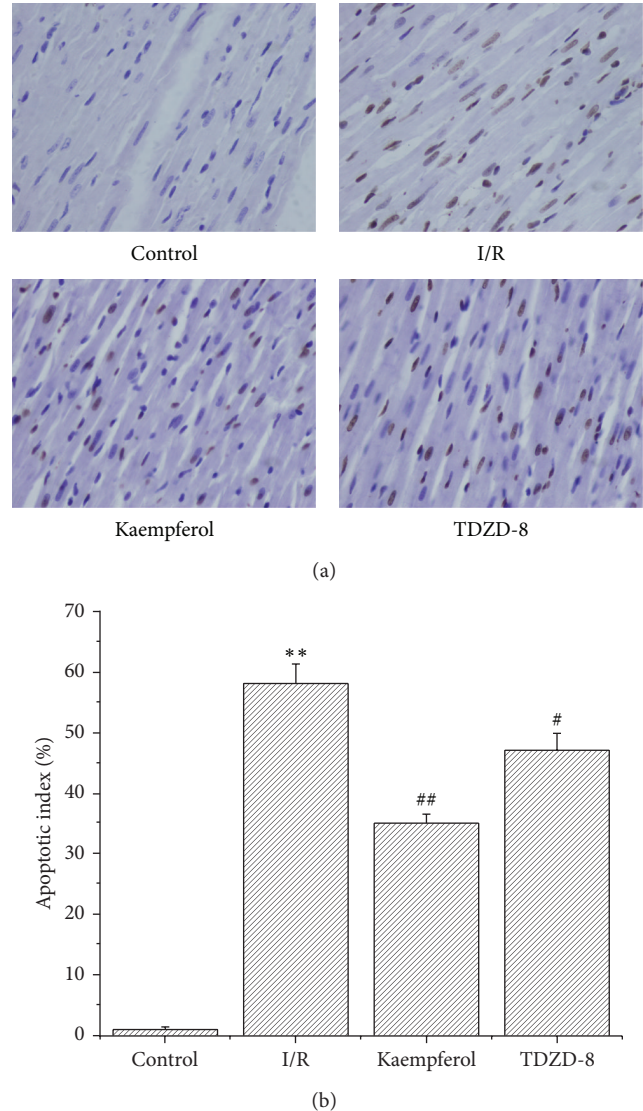 Control
I/R
Kaempferol
TDZD-8
(a)
Apoptotic index (%)
70
60
50
40
30
20
10
0
**
##
#
Control
I/R
Kaempferol
TDZD-8
(b)